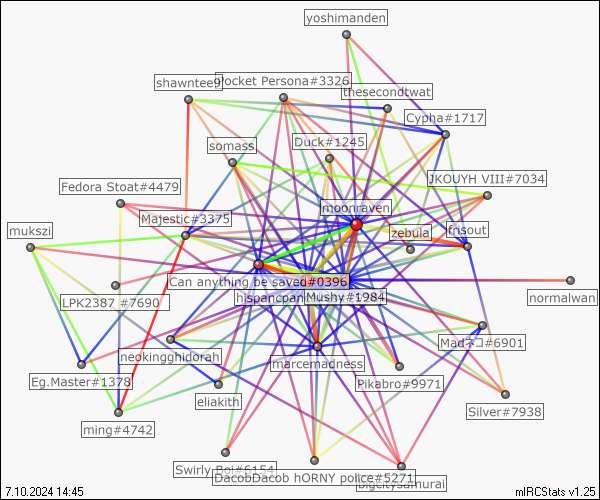 yoshimanden
shawntee9
Pocket Persona#3326
thesecondtwat
Cypha#1717
somass
Duck#1245
JKOUYH VIII#7034
Fedora Stoat#4479
moonraven
Majestic#3375
mukszi
zebula
frisout
Can anything be saved#0396
LPK2387 #7690
Mushy#1984
normalwan
Madネコ#6901
neokingghidorah
marcemadness
Eg.Master#1378
Pikabro#9971
eliakith
Silver#7938
ming#4742
Swirly Boi#6154
DacobDacob hORNY police#5271
bigcitysamurai
7.10.2024 14:45
mIRCStats v1.25